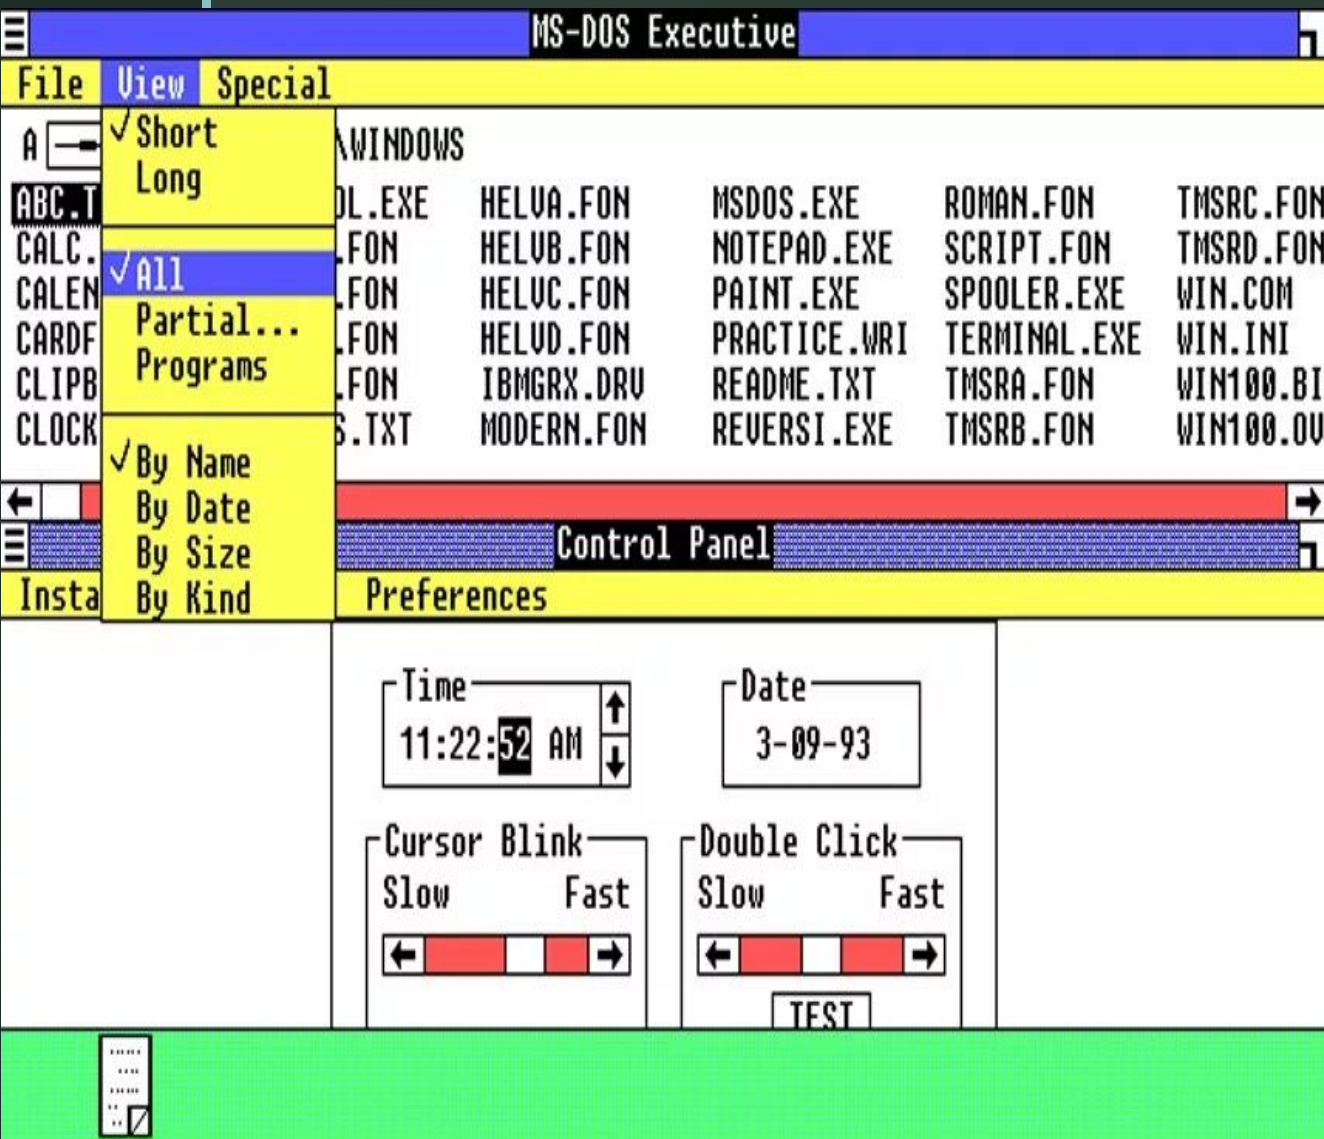 MS-DOS Executive
File View Special
A \WINDOWS
✓Short
Long
✓All
Partial...
Programs
✓By Name
By Date
By Size
By Kind
ABC.T OL.EXE HELVA.FON MSDOS.EXE ROMAN.FON TMSRC.FON
CALC. .FON HELVB.FON NOTEPAD.EXE SCRIPT.FON TMSRD.FON
CALEN .FON HELVC.FON PAINT.EXE SPOOLER.EXE WIN.COM
CARDF .FON HELVD.FON PRACTICE.WRI TERMINAL.EXE WIN.INI
CLIPB .FON IBMGRX.DRV README.TXT TMSRA.FON WIN100.BI
CLOCK S.TXT MODERN.FON REVERSI.EXE TMSRB.FON WIN100.OV
Control Panel
Insta Preferences
Time Date
11:22:52 AM 3-09-93
Cursor Blink Double Click
Slow Fast Slow Fast
TEST